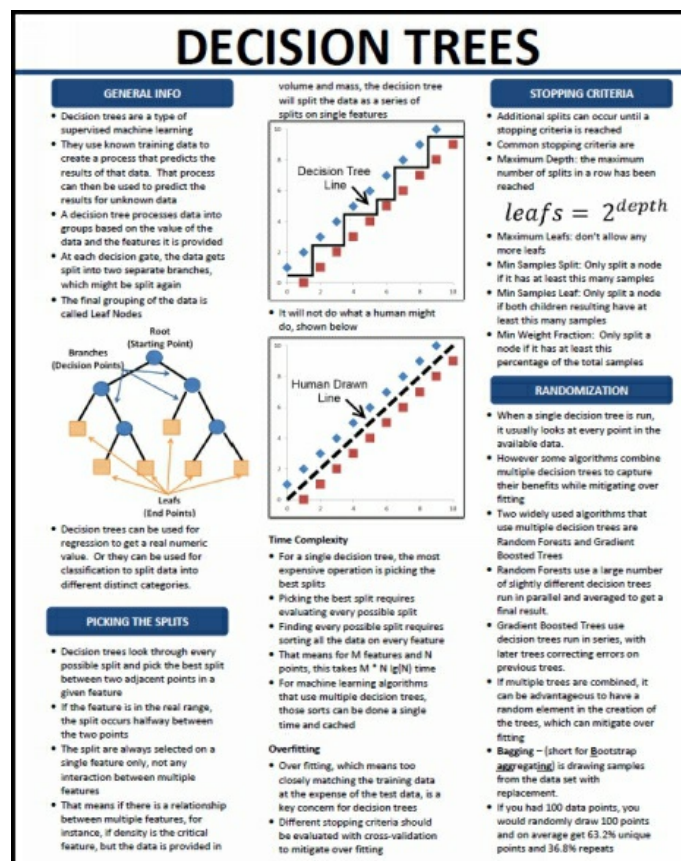 DECISION TREES
GENERAL INFO
• Decision trees are a type of
supervised machine learning
• They use known training data to
create a process that predicts the
results of that data.  That process
can then be used to predict the
results for unknown data
• A decision tree processes data into
groups based on the value of the
data and the features it is provided
• At each decision gate, the data gets
split into two separate branches,
which might be split again
• The final grouping of the data is
called Leaf Nodes
Root
(Starting Point)
Branches
(Decision Points)
Leafs
(End Points)
• Decision trees can be used for
regression to get a real numeric
value.  Or they can be used for
classification to split data into
different distinct categories.
PICKING THE SPLITS
• Decision trees look through every
possible split and pick the best split
between two adjacent points in a
given feature
• If the feature is in the real range,
the split occurs halfway between
the two points
• The split are always selected on a
single feature only, not any
interaction between multiple
features
• That means if there is a relationship
between multiple features, for
instance, if density is the critical
feature, but the data is provided in
volume and mass, the decision tree
will split the data as a series of
splits on single features
10
8
6
4
2
0
Decision Tree
Line
0 2 4 6 8 10
• It will not do what a human might
do, shown below
10
8
6
4
2
0
Human Drawn
Line
0 2 4 6 8 10
Time Complexity
• For a single decision tree, the most
expensive operation is picking the
best splits
• Picking the best split requires
evaluating every possible split
• Finding every possible split requires
sorting all the data on every feature
• That means for M features and N
points, this takes M * N lg(N) time
• For machine learning algorithms
that use multiple decision trees,
those sorts can be done a single
time and cached
Overfitting
• Over fitting, which means too
closely matching the training data
at the expense of the test data, is a
key concern for decision trees
• Different stopping criteria should
be evaluated with cross-validation
to mitigate over fitting
STOPPING CRITERIA
• Additional splits can occur until a
stopping criteria is reached
• Common stopping criteria are
• Maximum Depth: the maximum
number of splits in a row has been
reached
leafs = 2^depth
• Maximum Leafs: don't allow any
more leafs
• Min Samples Split: Only split a node
if it has at least this many samples
• Min Samples Leaf: Only split a node
if both children resulting have at
least this many samples
• Min Weight Fraction:  Only split a
node if it has at least this
percentage of the total samples
RANDOMIZATION
• When a single decision tree is run,
it usually looks at every point in the
available data.
• However some algorithms combine
multiple decision trees to capture
their benefits while mitigating over
fitting
• Two widely used algorithms that
use multiple decision trees are
Random Forests and Gradient
Boosted Trees
• Random Forests use a large number
of slightly different decision trees
run in parallel and averaged to get a
final result.
• Gradient Boosted Trees use
decision trees run in series, with
later trees correcting errors on
previous trees.
• If multiple trees are combined, it
can be advantageous to have a
random element in the creation of
the trees, which can mitigate over
fitting
• Bagging – (short for Bootstrap
aggregating) is drawing samples
from the data set with
replacement.
• If you had 100 data points, you
would randomly draw 100 points
and on average get 63.2% unique
points and 36.8% repeats